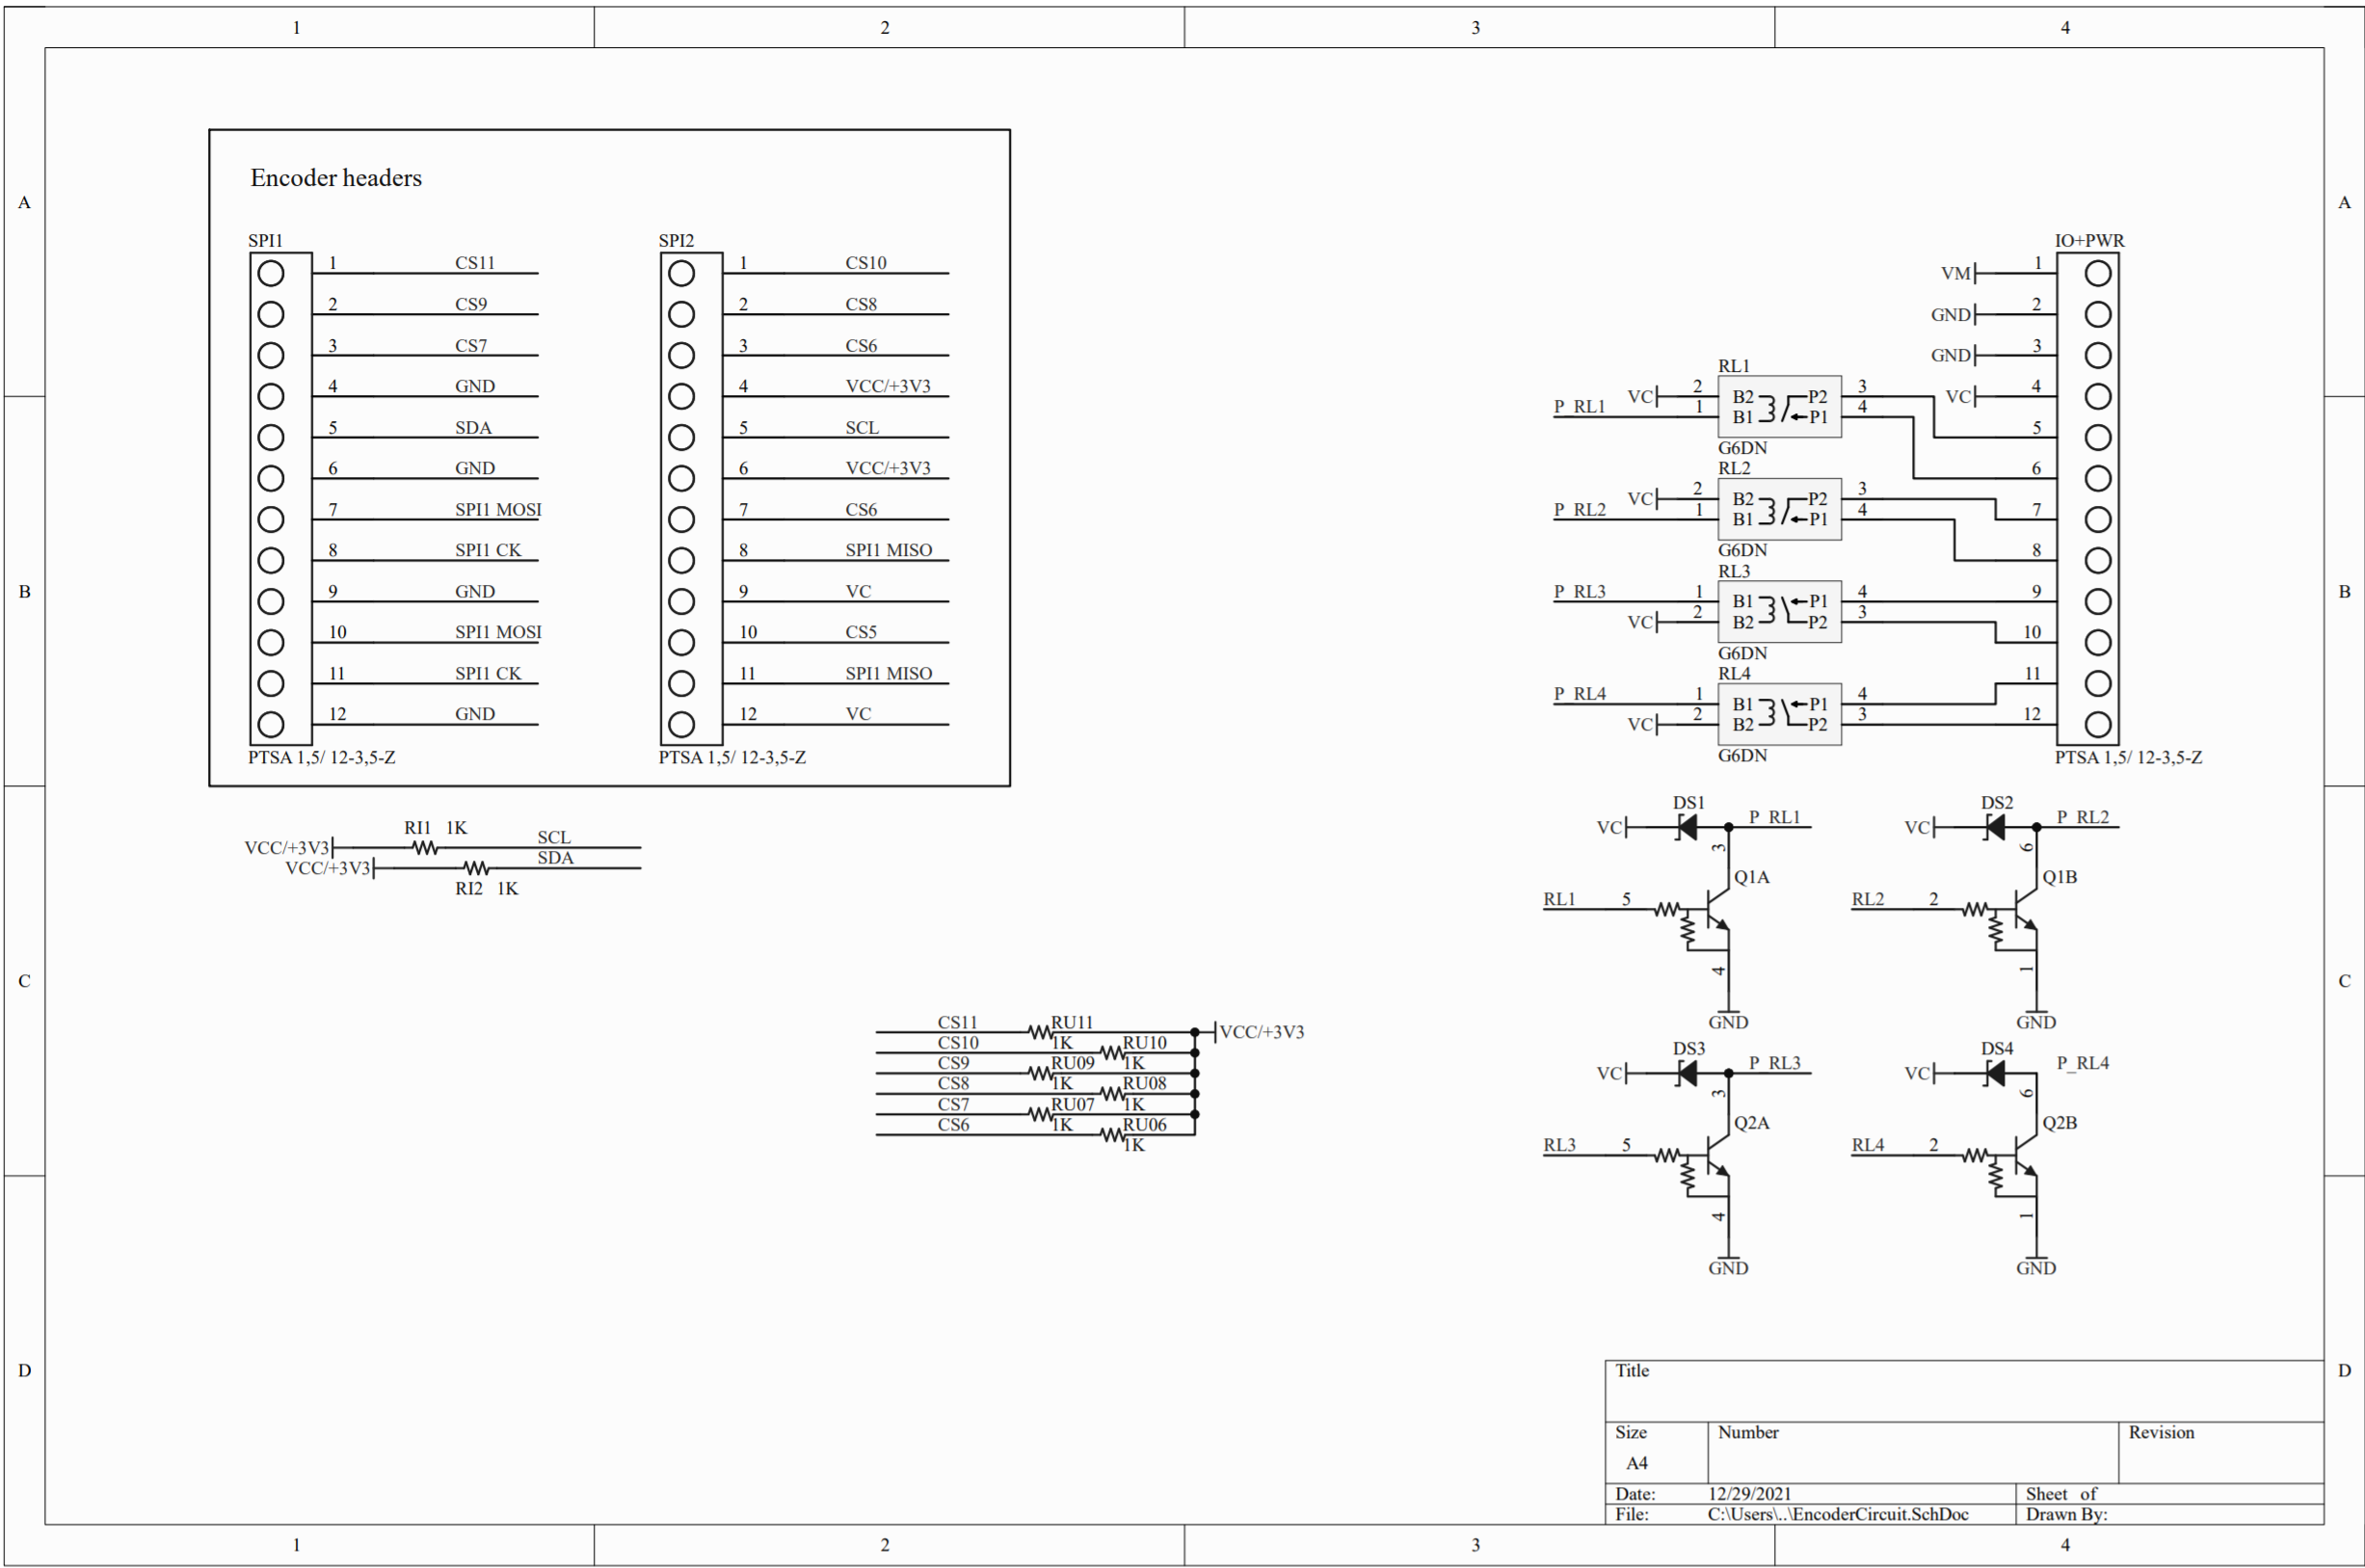 1 2 3 4
A
B
C
D
Encoder headers
SPI1
1 CS11
2 CS9
3 CS7
4 GND
5 SDA
6 GND
7 SPI1 MOSI
8 SPI1 CK
9 GND
10 SPI1 MOSI
11 SPI1 CK
12 GND
PTSA 1,5/ 12-3,5-Z
SPI2
1 CS10
2 CS8
3 CS6
4 VCC/+3V3
5 SCL
6 VCC/+3V3
7 CS6
8 SPI1 MISO
9 VC
10 CS5
11 SPI1 MISO
12 VC
PTSA 1,5/ 12-3,5-Z
VCC/+3V3 RI1 1K SCL
VCC/+3V3 SDA
RI2 1K
CS11 RU11 VCC/+3V3
CS10 1K RU10
CS9 RU09 1K
CS8 1K RU08
CS7 RU07 1K
CS6 1K RU06
1K
IO+PWR
VM 1
GND 2
GND 3
VC 4
5
6
7
8
9
10
11
12
PTSA 1,5/ 12-3,5-Z
RL1
VC 2 B2 P2 3
P_RL1 1 B1 P1 4
G6DN
RL2
VC 2 B2 P2 3
P_RL2 1 B1 P1 4
G6DN
RL3
P_RL3 1 B1 P1 4
VC 2 B2 P2 3
G6DN
RL4
P_RL4 1 B1 P1 4
VC 2 B2 P2 3
G6DN
DS1
VC P_RL1
3
Q1A
RL1 5
4
GND
DS2
VC P_RL2
6
Q1B
RL2 2
1
GND
DS3
VC P_RL3
3
Q2A
RL3 5
4
GND
DS4
VC P_RL4
6
Q2B
RL4 2
1
GND
Title
Size Number Revision
A4
Date: 12/29/2021 Sheet of
File: C:\Users\..\EncoderCircuit.SchDoc Drawn By:
A
B
C
D
1 2 3 4